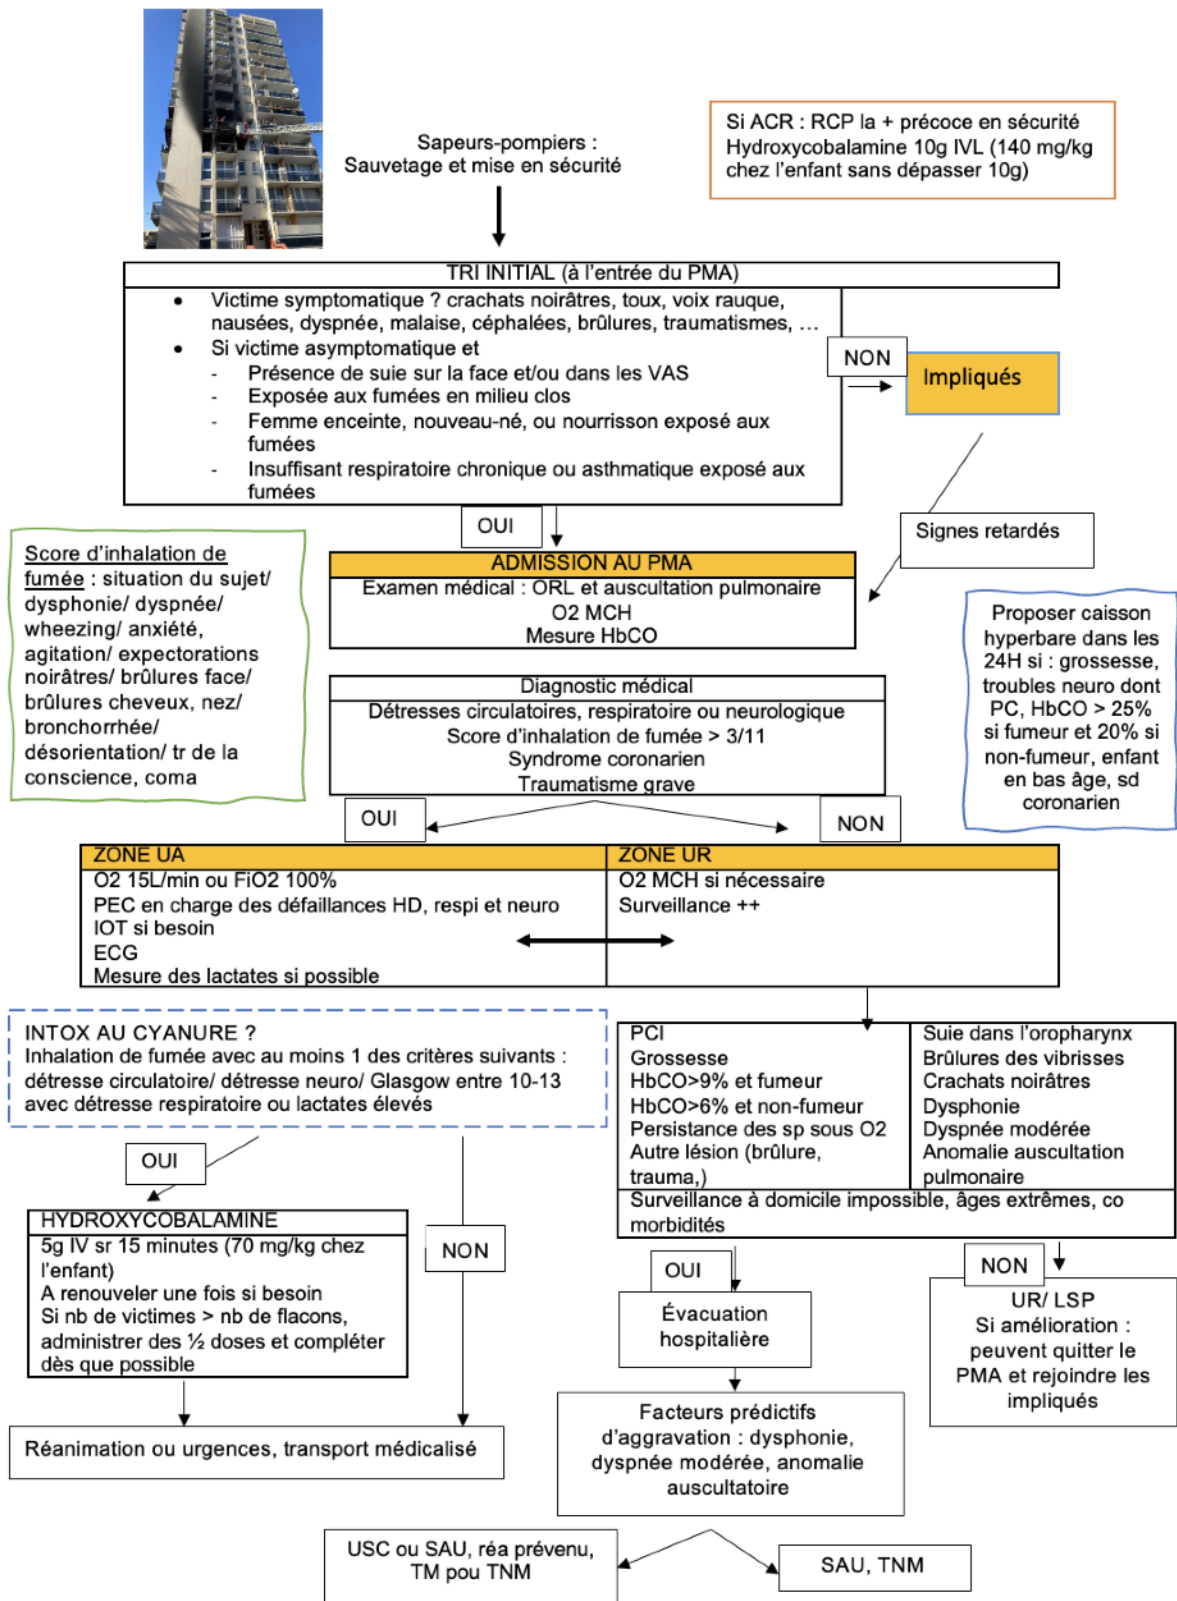 Sapeurs-pompiers :
Sauvetage et mise en sécurité
Si ACR : RCP la + précoce en sécurité
Hydroxycobalamine 10g IVL (140 mg/kg
chez l'enfant sans dépasser 10g)
TRI INITIAL (à l'entrée du PMA)
• Victime symptomatique ? crachats noirâtres, toux, voix rauque,
nausées, dyspnée, malaise, céphalées, brûlures, traumatismes, …
• Si victime asymptomatique et
- Présence de suie sur la face et/ou dans les VAS
- Exposée aux fumées en milieu clos
- Femme enceinte, nouveau-né, ou nourrisson exposé aux
fumées
- Insuffisant respiratoire chronique ou asthmatique exposé aux
fumées
NON
Impliqués
OUI
Signes retardés
Score d'inhalation de
fumée : situation du sujet/
dysphonie/ dyspnée/
wheezing/ anxiété,
agitation/ expectorations
noirâtres/ brûlures face/
brûlures cheveux, nez/
bronchorrhée/
désorientation/ tr de la
conscience, coma
ADMISSION AU PMA
Examen médical : ORL et auscultation pulmonaire
O2 MCH
Mesure HbCO
Proposer caisson
hyperbare dans les
24H si : grossesse,
troubles neuro dont
PC, HbCO > 25%
si fumeur et 20% si
non-fumeur, enfant
en bas âge, sd
coronarien
Diagnostic médical
Détresses circulatoires, respiratoire ou neurologique
Score d'inhalation de fumée > 3/11
Syndrome coronarien
Traumatisme grave
OUI
NON
ZONE UA
O2 15L/min ou FiO2 100%
PEC en charge des défaillances HD, respi et neuro
IOT si besoin
ECG
Mesure des lactates si possible
ZONE UR
O2 MCH si nécessaire
Surveillance ++
INTOX AU CYANURE ?
Inhalation de fumée avec au moins 1 des critères suivants :
détresse circulatoire/ détresse neuro/ Glasgow entre 10-13
avec détresse respiratoire ou lactates élevés
PCI
Grossesse
HbCO>9% et fumeur
HbCO>6% et non-fumeur
Persistance des sp sous O2
Autre lésion (brûlure,
trauma,)
Suie dans l'oropharynx
Brûlures des vibrisses
Crachats noirâtres
Dysphonie
Dyspnée modérée
Anomalie auscultation
pulmonaire
Surveillance à domicile impossible, âges extrêmes, co
morbidités
OUI
NON
HYDROXYCOBALAMINE
5g IV sr 15 minutes (70 mg/kg chez
l'enfant)
A renouveler une fois si besoin
Si nb de victimes > nb de flacons,
administrer des ½ doses et compléter
dès que possible
Réanimation ou urgences, transport médicalisé
OUI
NON
Évacuation
hospitalière
UR/ LSP
Si amélioration :
peuvent quitter le
PMA et rejoindre les
impliqués
Facteurs prédictifs
d'aggravation : dysphonie,
dyspnée modérée, anomalie
auscultatoire
USC ou SAU, réa prévenu,
TM pou TNM
SAU, TNM